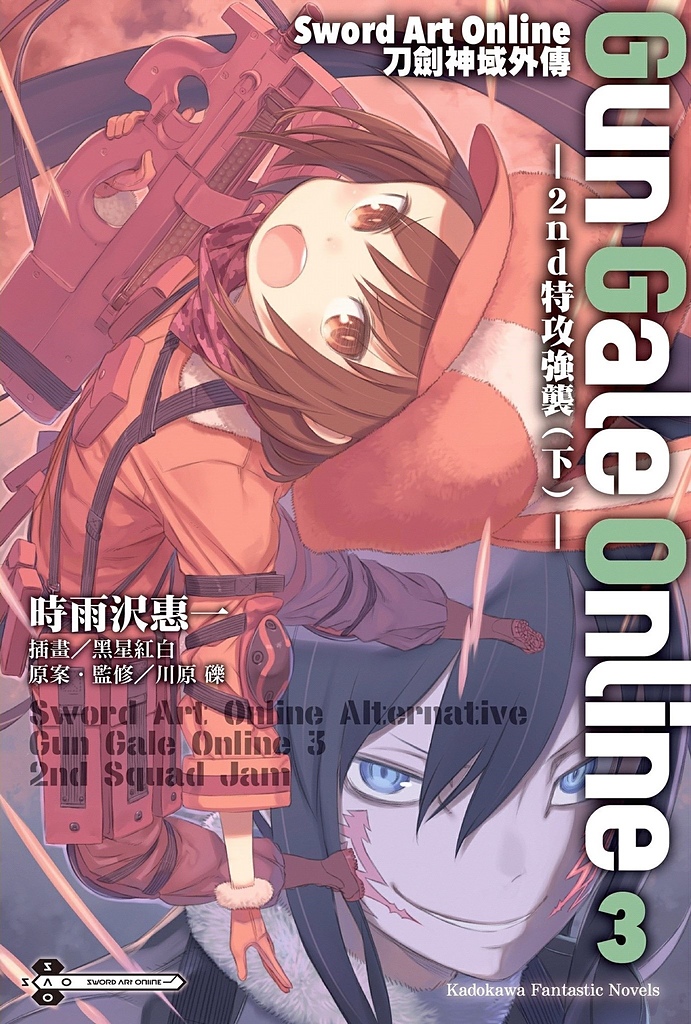 Sword Art Online
刀劍神域外傳
Gun Gale Online 3
—2nd特攻強襲（下）—
時雨沢惠一
插畫／黑星紅白
原案・監修／川原 礫
Sword Art Online Alternative
Gun Gale Online 3
2nd Squad Jam
S
S A O
O
SWORD ART ONLINE
Kadokawa Fantastic Novels